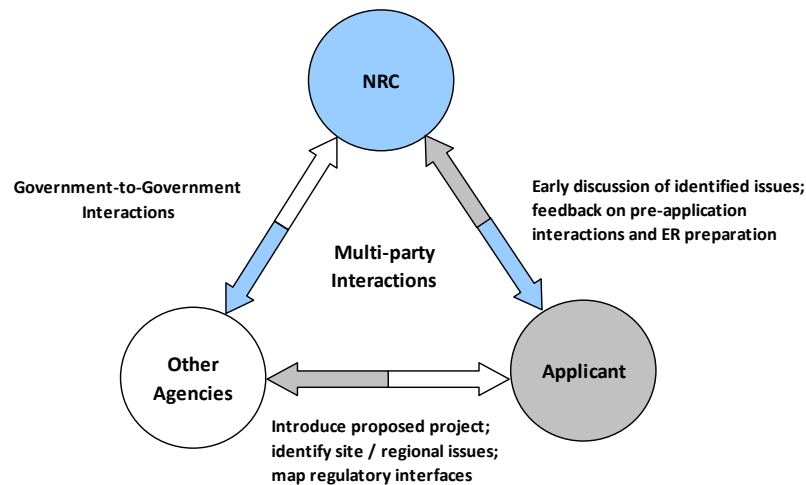 NRC
Government-to-Government
Interactions
Early discussion of identified issues;
feedback on pre-application
interactions and ER preparation
Multi-party
Interactions
Other
Agencies
Applicant
Introduce proposed project;
identify site / regional issues;
map regulatory interfaces